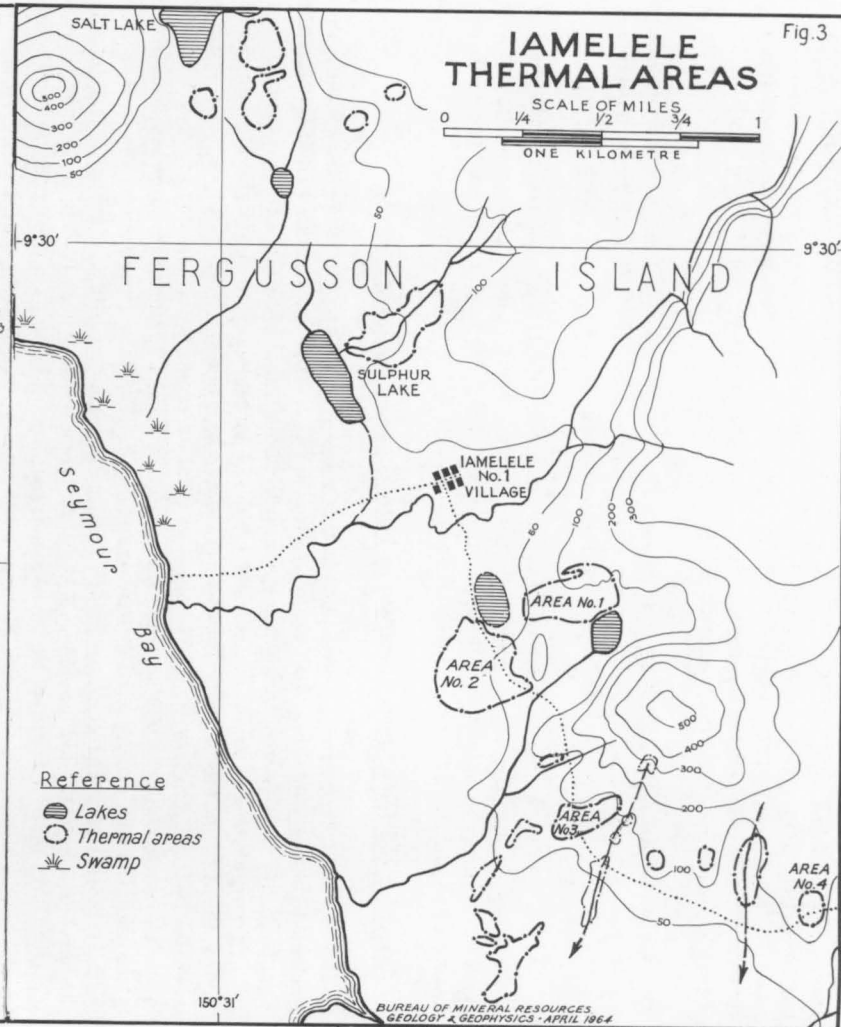 Fig.3
IAMELELE
THERMAL AREAS
SCALE OF MILES
0 1/4 1/2 3/4 1
ONE KILOMETRE
SALT LAKE
500
400
300
200
100
50
50
9°30'
9°30'
FERGUSSON ISLAND
100
SULPHUR
LAKE
IAMELELE
No.1
VILLAGE
50
100
200
300
Seymour
Bay
AREA No.1
AREA
No. 2
500
400
300
200
AREA
No3
100
AREA
No.4
50
Reference
Lakes
Thermal areas
Swamp
150°31'
BUREAU OF MINERAL RESOURCES
GEOLOGY & GEOPHYSICS - APRIL 1964